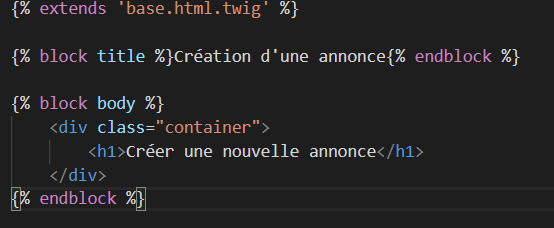 {% extends 'base.html.twig' %}
{% block title %}Création d'une annonce{% endblock %}
{% block body %}
<div class="container">
<h1>Créer une nouvelle annonce</h1>
</div>
{% endblock %}